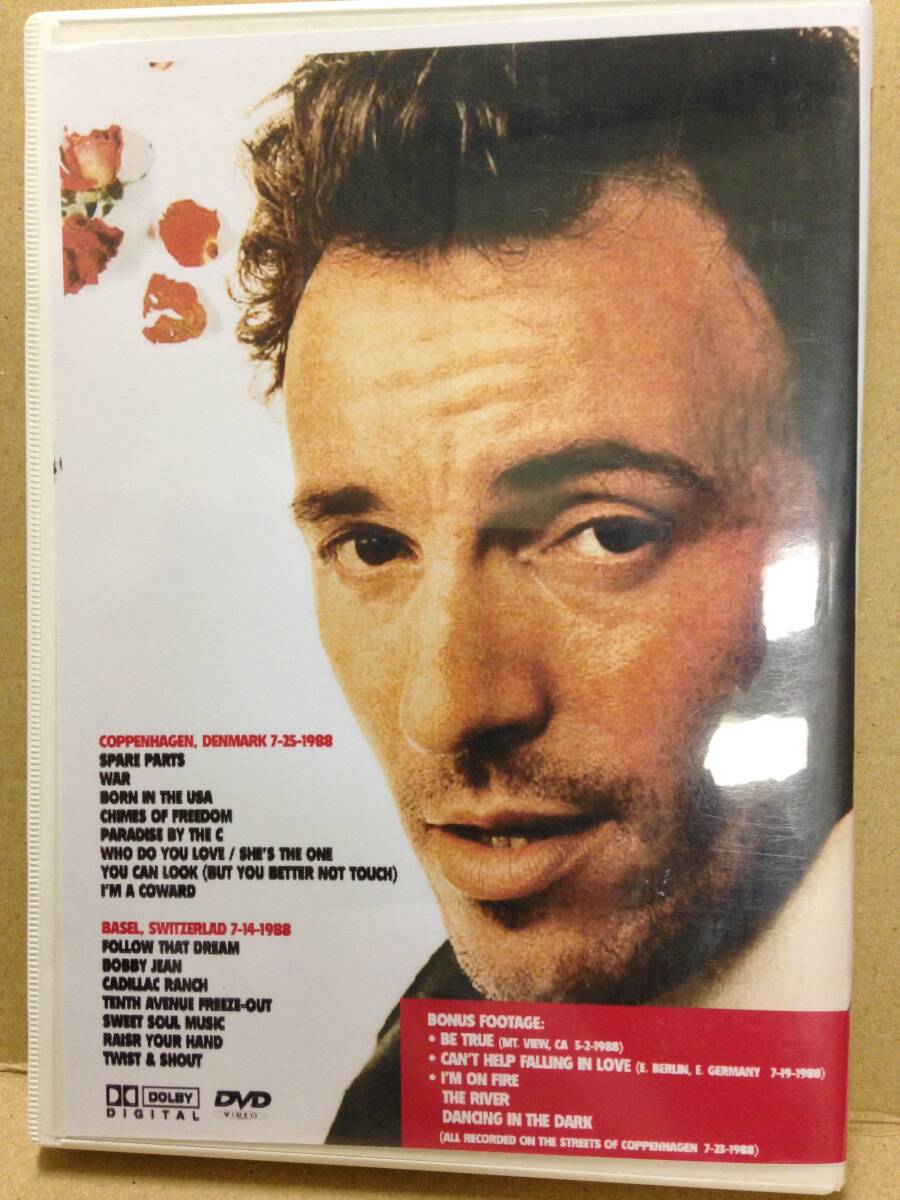 COPPENHAGEN, DENMARK 7-25-1988
SPARE PARTS
WAR
BORN IN THE USA
CHIMES OF FREEDOM
PARADISE BY THE C
WHO DO YOU LOVE / SHE'S THE ONE
YOU CAN LOOK (BUT YOU BETTER NOT TOUCH)
I'M A COWARD
BASEL, SWITZERLAD 7-14-1988
FOLLOW THAT DREAM
BOBBY JEAN
CADILLAC RANCH
TENTH AVENUE FREEZE-OUT
SWEET SOUL MUSIC
RAISR YOUR HAND
TWIST & SHOUT
DOLBY
DIGITAL
DVD
VIDEO
BONUS FOOTAGE:
• BE TRUE (MT. VIEW, CA 5-2-1988)
• CAN'T HELP FALLING IN LOVE (E. BERLIN, E. GERMANY 7-19-1988)
• I'M ON FIRE
THE RIVER
DANCING IN THE DARK
(ALL RECORDED ON THE STREETS OF COPPENHAGEN 7-23-1988)